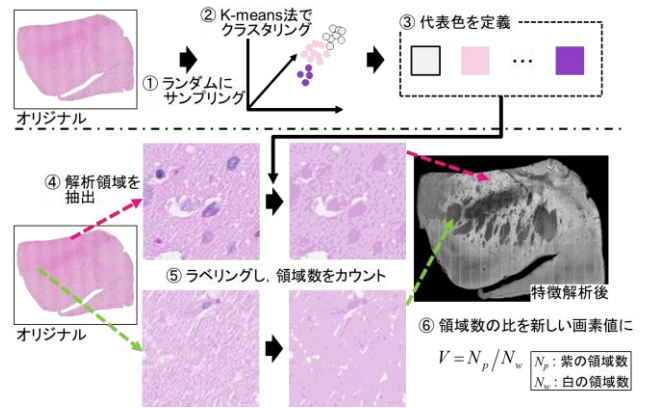 ② K-means法で
クラスタリング
③ 代表色を定義
① ランダムに
サンプリング
…
オリジナル
④ 解析領域を
抽出
⑤ ラベリングし，領域数をカウント
オリジナル
特徴解析後
⑥ 領域数の比を新しい画素値に
V = N_p / N_w
N_p : 紫の領域数
N_w : 白の領域数